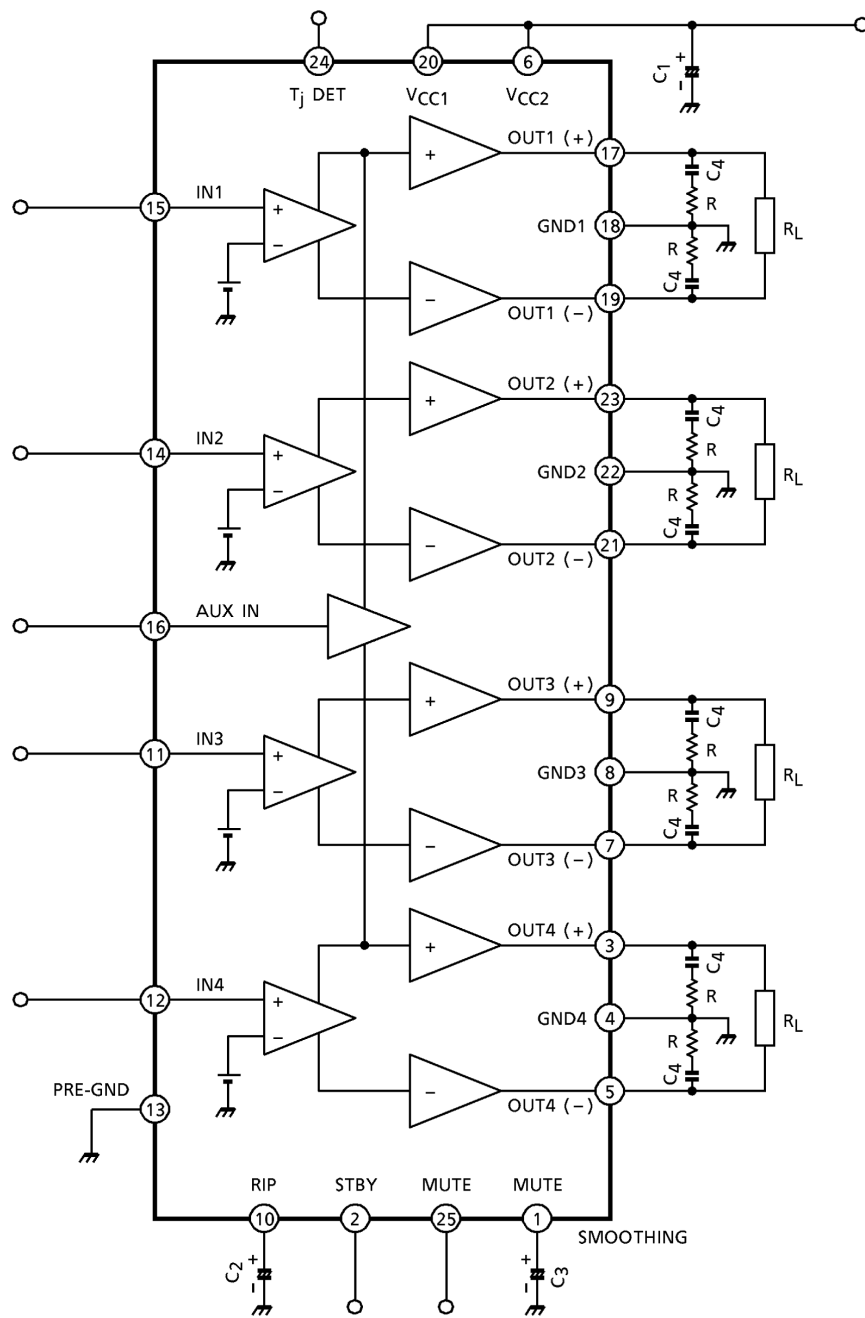 24 20 6
Tj DET VCC1 VCC2
C1 + -
OUT1 (+) 17
C4
R
IN1
15
+ - +
GND1 18
RL
R
C4
-
OUT1 (-) 19
OUT2 (+) 23
C4
R
IN2
14
+ - +
GND2 22
RL
R
C4
-
OUT2 (-) 21
AUX IN
16
OUT3 (+) 9
C4
R
IN3
11
+ - +
GND3 8
RL
R
C4
-
OUT3 (-) 7
OUT4 (+) 3
C4
R
IN4
12
+ - +
GND4 4
RL
R
C4
-
OUT4 (-) 5
PRE-GND
13
RIP STBY MUTE MUTE
10 2 25 1
SMOOTHING
C2 + -
+ - C3